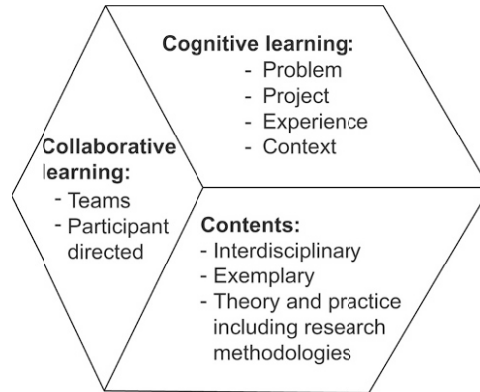 Cognitive learning:
- Problem
- Project
- Experience
- Context
Collaborative
learning:
- Teams
- Participant
directed
Contents:
- Interdisciplinary
- Exemplary
- Theory and practice
including research
methodologies